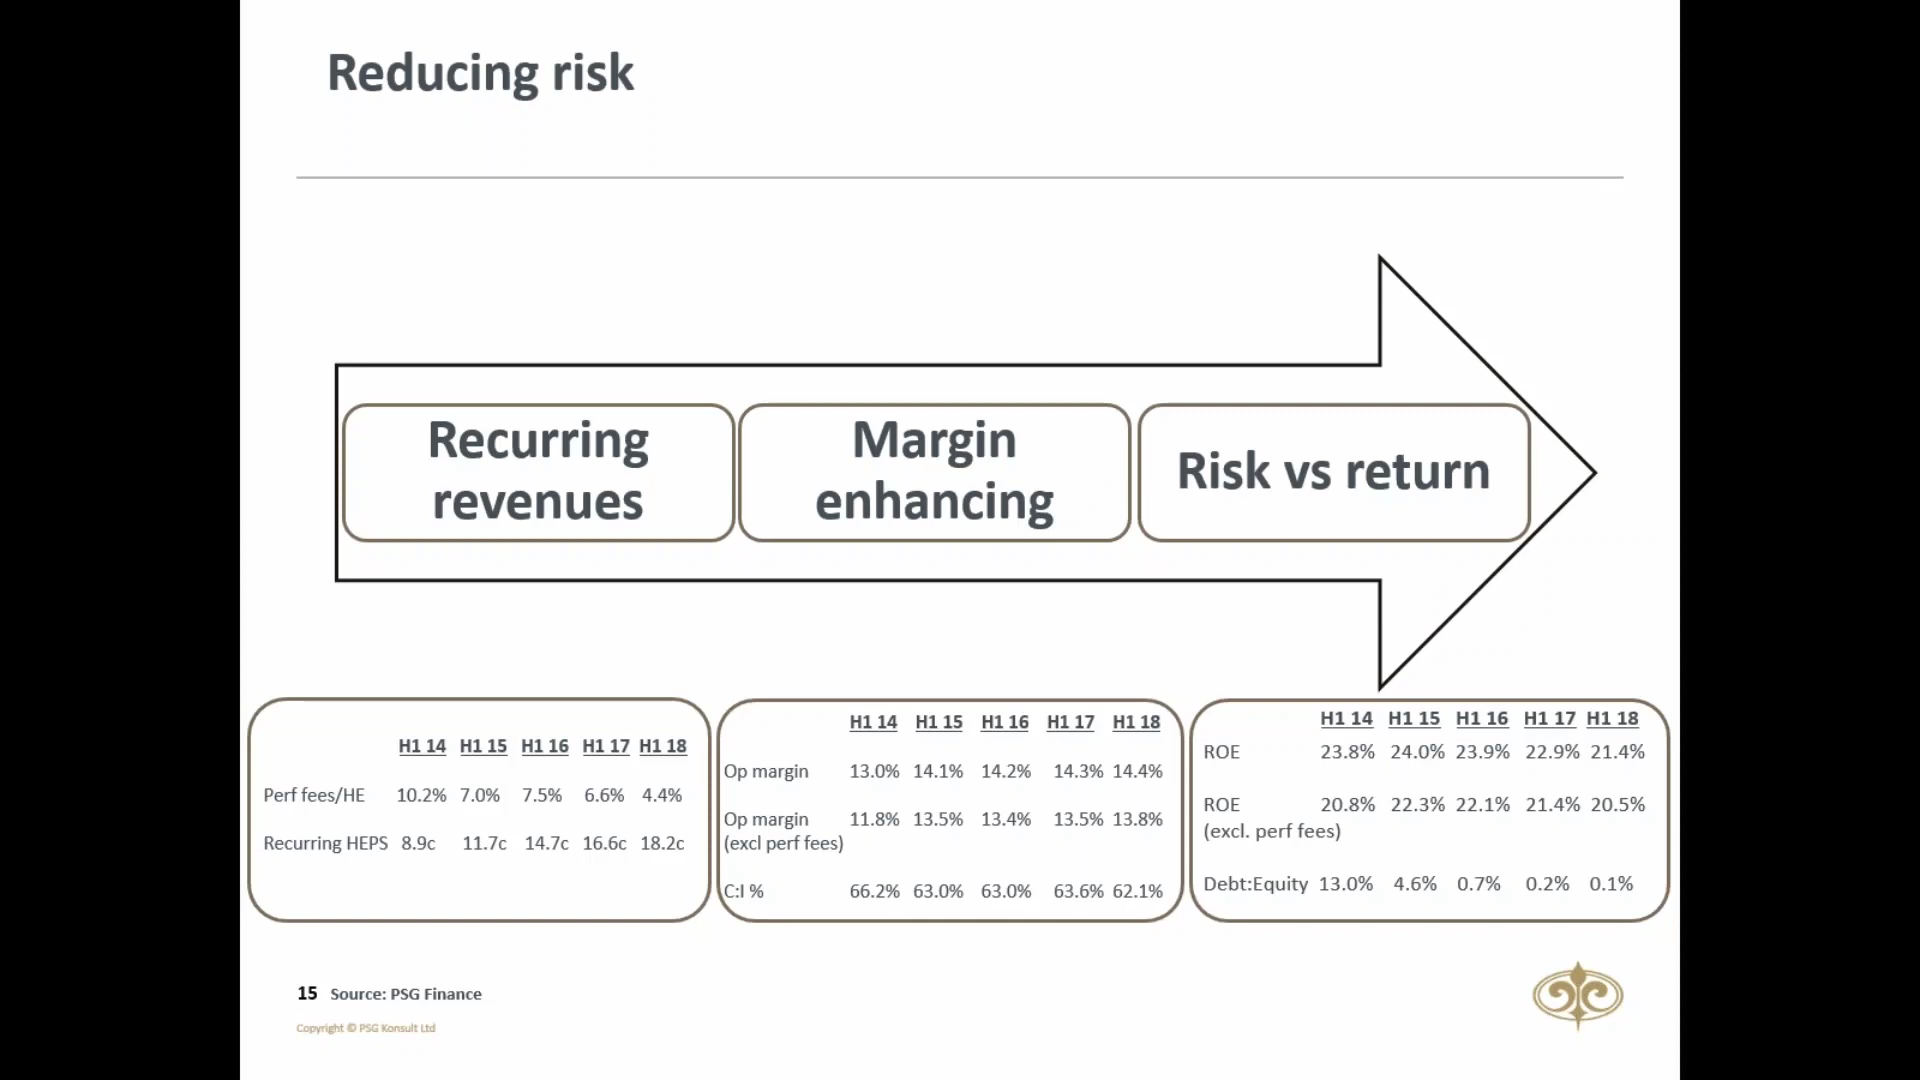 Reducing risk
Recurring
revenues
Margin
enhancing
Risk vs return
H1 14 H1 15 H1 16 H1 17 H1 18
Perf fees/HE 10.2% 7.0% 7.5% 6.6% 4.4%
Recurring HEPS 8.9c 11.7c 14.7c 16.6c 18.2c
H1 14 H1 15 H1 16 H1 17 H1 18
Op margin 13.0% 14.1% 14.2% 14.3% 14.4%
Op margin 11.8% 13.5% 13.4% 13.5% 13.8%
(excl perf fees)
C:I % 66.2% 63.0% 63.0% 63.6% 62.1%
H1 14 H1 15 H1 16 H1 17 H1 18
ROE 23.8% 24.0% 23.9% 22.9% 21.4%
ROE 20.8% 22.3% 22.1% 21.4% 20.5%
(excl. perf fees)
Debt:Equity 13.0% 4.6% 0.7% 0.2% 0.1%
15 Source: PSG Finance
Copyright © PSG Konsult Ltd